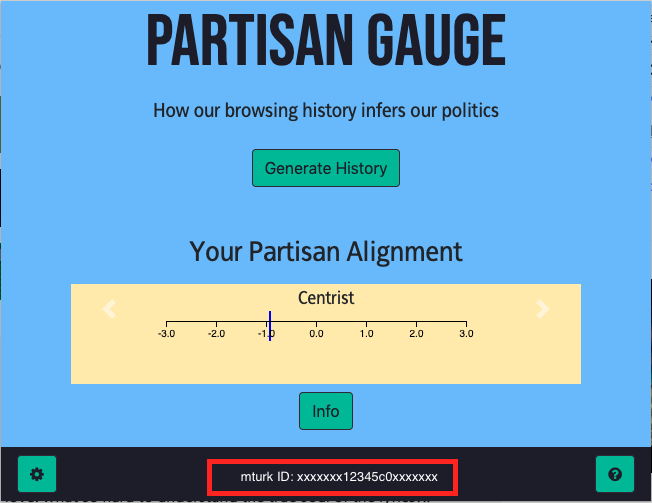 PARTISAN GAUGE
How our browsing history infers our politics
Generate History
Your Partisan Alignment
Centrist
-3.0 -2.0 -1.0 0.0 1.0 2.0 3.0
Info
mturk ID: xxxxxxx12345c0xxxxxxx